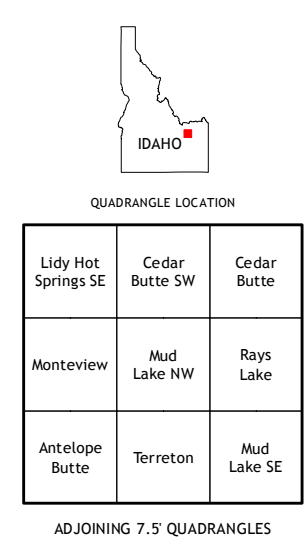 IDAHO
QUADRANGLE LOCATION
Lidy Hot
Springs SE
Cedar
Butte SW
Cedar
Butte
Monteview
Mud
Lake NW
Rays
Lake
Antelope
Butte
Terreton
Mud
Lake SE
ADJOINING 7.5' QUADRANGLES